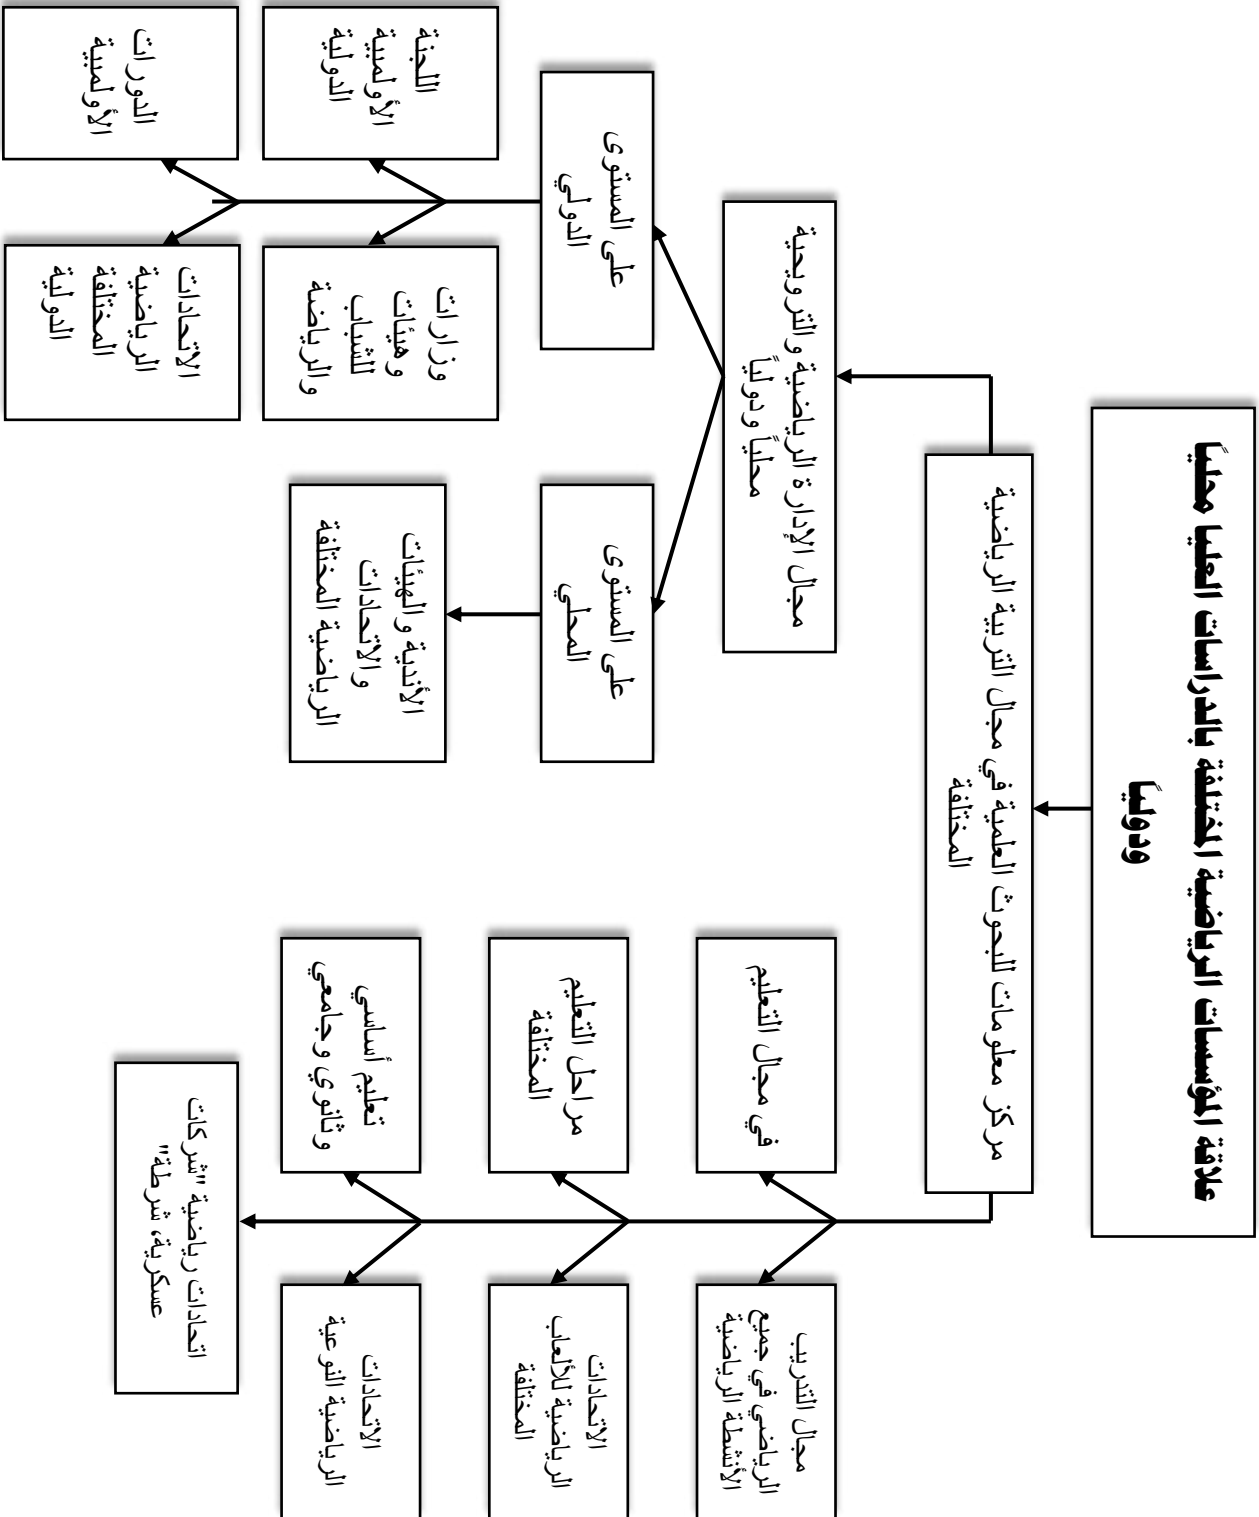 علاقة المؤسسات الرياضية المختلفة بالدراسات العليا محلياً
ودولياً
مركز معلومات للبحوث العلمية في مجال التربية الرياضية
المختلفة
مجال الإدارة الرياضية والترويحية
محلياً ودولياً
على المستوى
الدولي
على المستوى
المحلي
اللجنة
الأولمبية
الدولية
وزارات
وهيئات
للشباب
والرياضة
الدورات
الأولمبية
الاتحادات
الرياضية
المختلفة
الدولية
الأندية والهيئات
والاتحادات
الرياضية المختلفة
في مجال التعليم
مجال التدريب
الرياضي في جميع
الأنشطة الرياضية
مراحل التعليم
المختلفة
الاتحادات
الرياضية للألعاب
المختلفة
تعليم أساسي
وثانوي وجامعي
الاتحادات
الرياضية النوعية
اتحادات رياضية "شركات
عسكرية، شرطة"